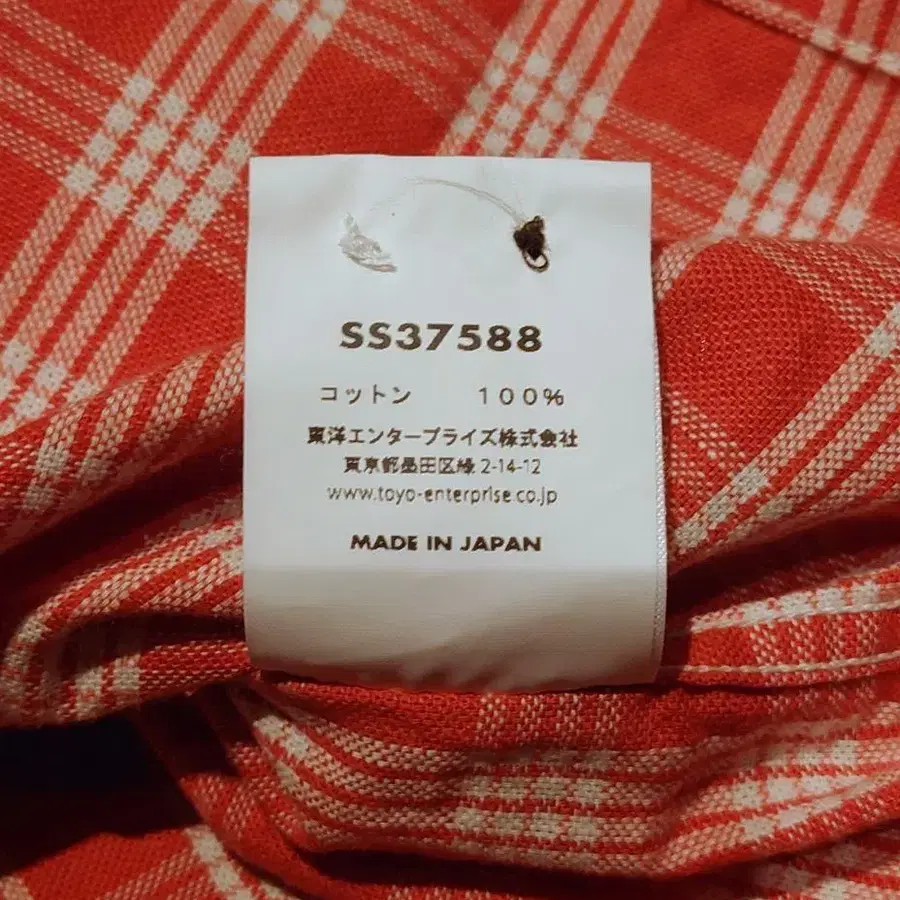 SS37588
コットン　　１００％
東洋エンタープライズ株式会社
東京都墨田区緑 2-14-12
www.toyo-enterprise.co.jp
MADE IN JAPAN